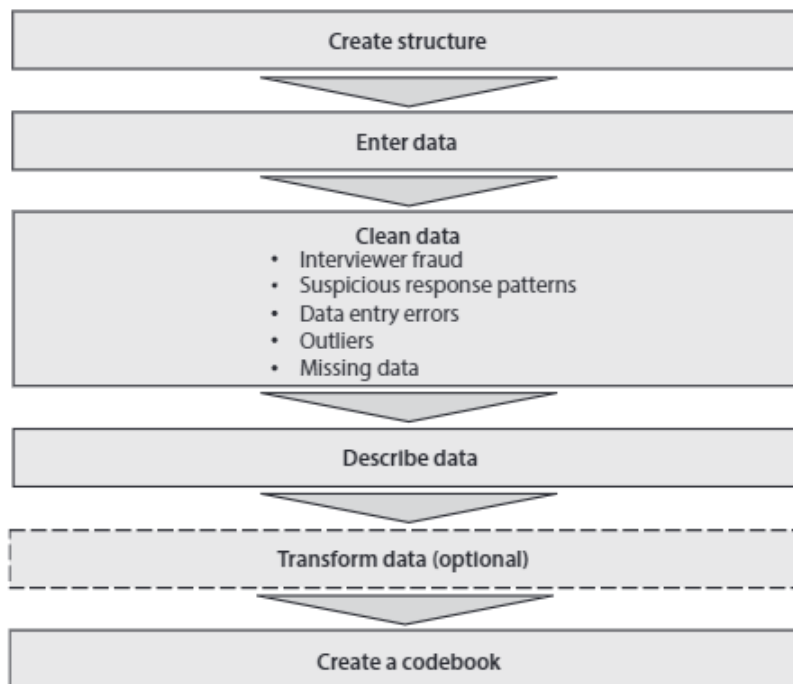 Create structure
Enter data
Clean data
• Interviewer fraud
• Suspicious response patterns
• Data entry errors
• Outliers
• Missing data
Describe data
Transform data (optional)
Create a codebook